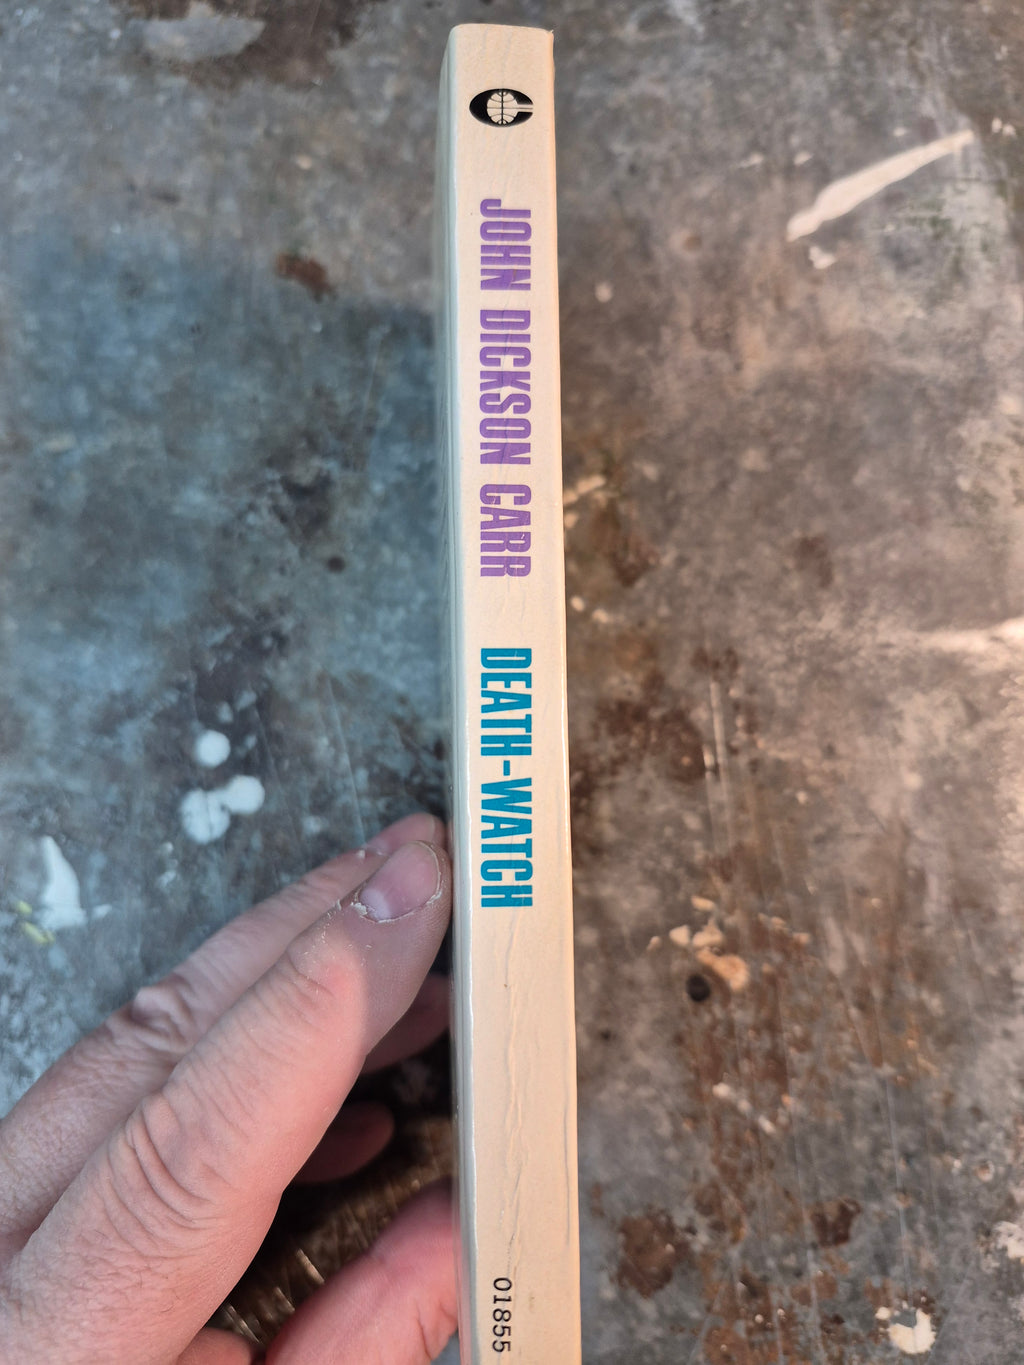 JOHN DICKSON CARR
DEATH-WATCH
01855